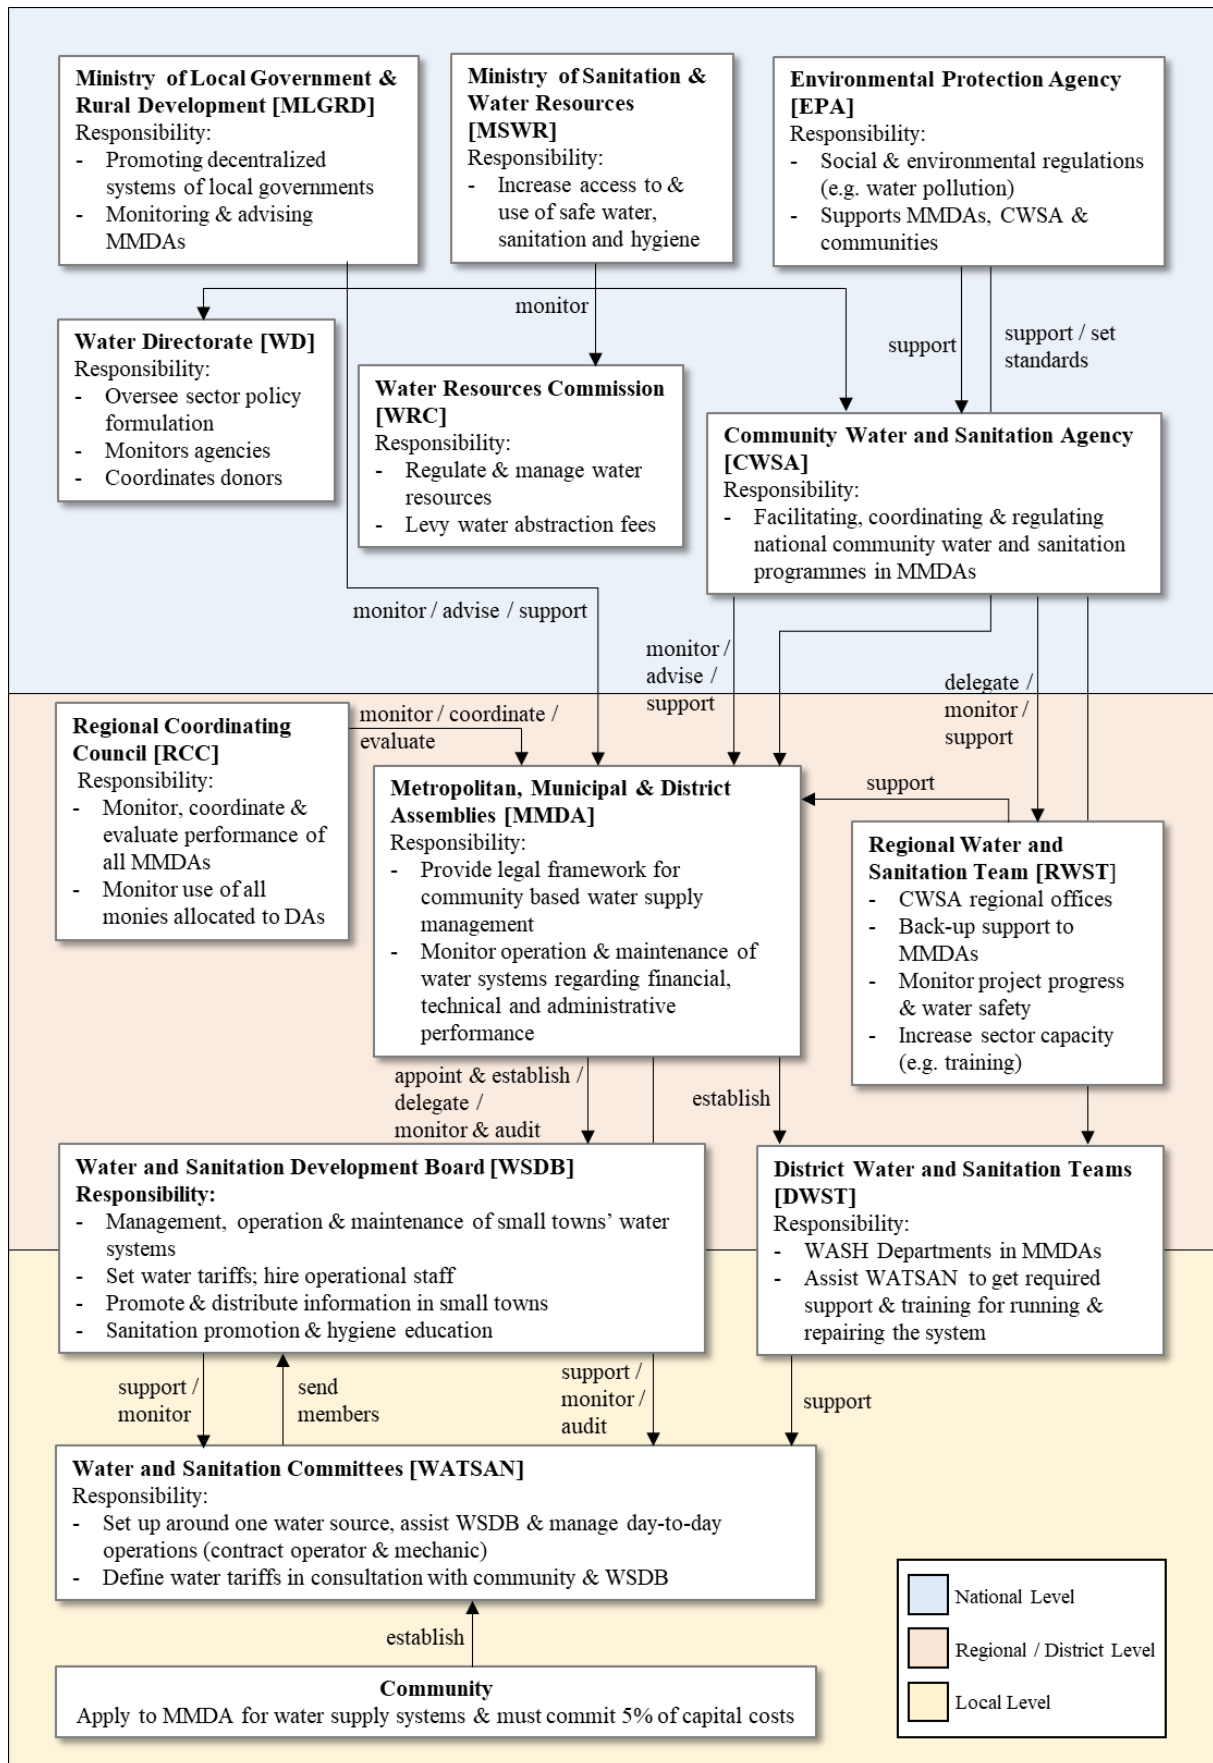 Ministry of Local Government &
Rural Development [MLGRD]
Responsibility:
- Promoting decentralized
systems of local governments
- Monitoring & advising
MMDAs
Ministry of Sanitation &
Water Resources
[MSWR]
Responsibility:
- Increase access to &
use of safe water,
sanitation and hygiene
Environmental Protection Agency
[EPA]
Responsibility:
- Social & environmental regulations
(e.g. water pollution)
- Supports MMDAs, CWSA &
communities
monitor
support
support / set
standards
Water Directorate [WD]
Responsibility:
- Oversee sector policy
formulation
- Monitors agencies
- Coordinates donors
Water Resources Commission
[WRC]
Responsibility:
- Regulate & manage water
resources
- Levy water abstraction fees
Community Water and Sanitation Agency
[CWSA]
Responsibility:
- Facilitating, coordinating & regulating
national community water and sanitation
programmes in MMDAs
monitor / advise / support
monitor /
advise /
support
delegate /
monitor /
support
Regional Coordinating
Council [RCC]
Responsibility:
- Monitor, coordinate &
evaluate performance of
all MMDAs
- Monitor use of all
monies allocated to DAs
monitor / coordinate /
evaluate
Metropolitan, Municipal & District
Assemblies [MMDA]
Responsibility:
- Provide legal framework for
community based water supply
management
- Monitor operation & maintenance of
water systems regarding financial,
technical and administrative
performance
support
Regional Water and
Sanitation Team [RWST]
- CWSA regional offices
- Back-up support to
MMDAs
- Monitor project progress
& water safety
- Increase sector capacity
(e.g. training)
appoint & establish /
delegate /
monitor & audit
establish
Water and Sanitation Development Board [WSDB]
Responsibility:
- Management, operation & maintenance of small towns’ water
systems
- Set water tariffs; hire operational staff
- Promote & distribute information in small towns
- Sanitation promotion & hygiene education
District Water and Sanitation Teams
[DWST]
Responsibility:
- WASH Departments in MMDAs
- Assist WATSAN to get required
support & training for running &
repairing the system
support /
monitor
send
members
support /
monitor /
audit
support
Water and Sanitation Committees [WATSAN]
Responsibility:
- Set up around one water source, assist WSDB & manage day-to-day
operations (contract operator & mechanic)
- Define water tariffs in consultation with community & WSDB
establish
Community
Apply to MMDA for water supply systems & must commit 5% of capital costs
National Level
Regional / District Level
Local Level